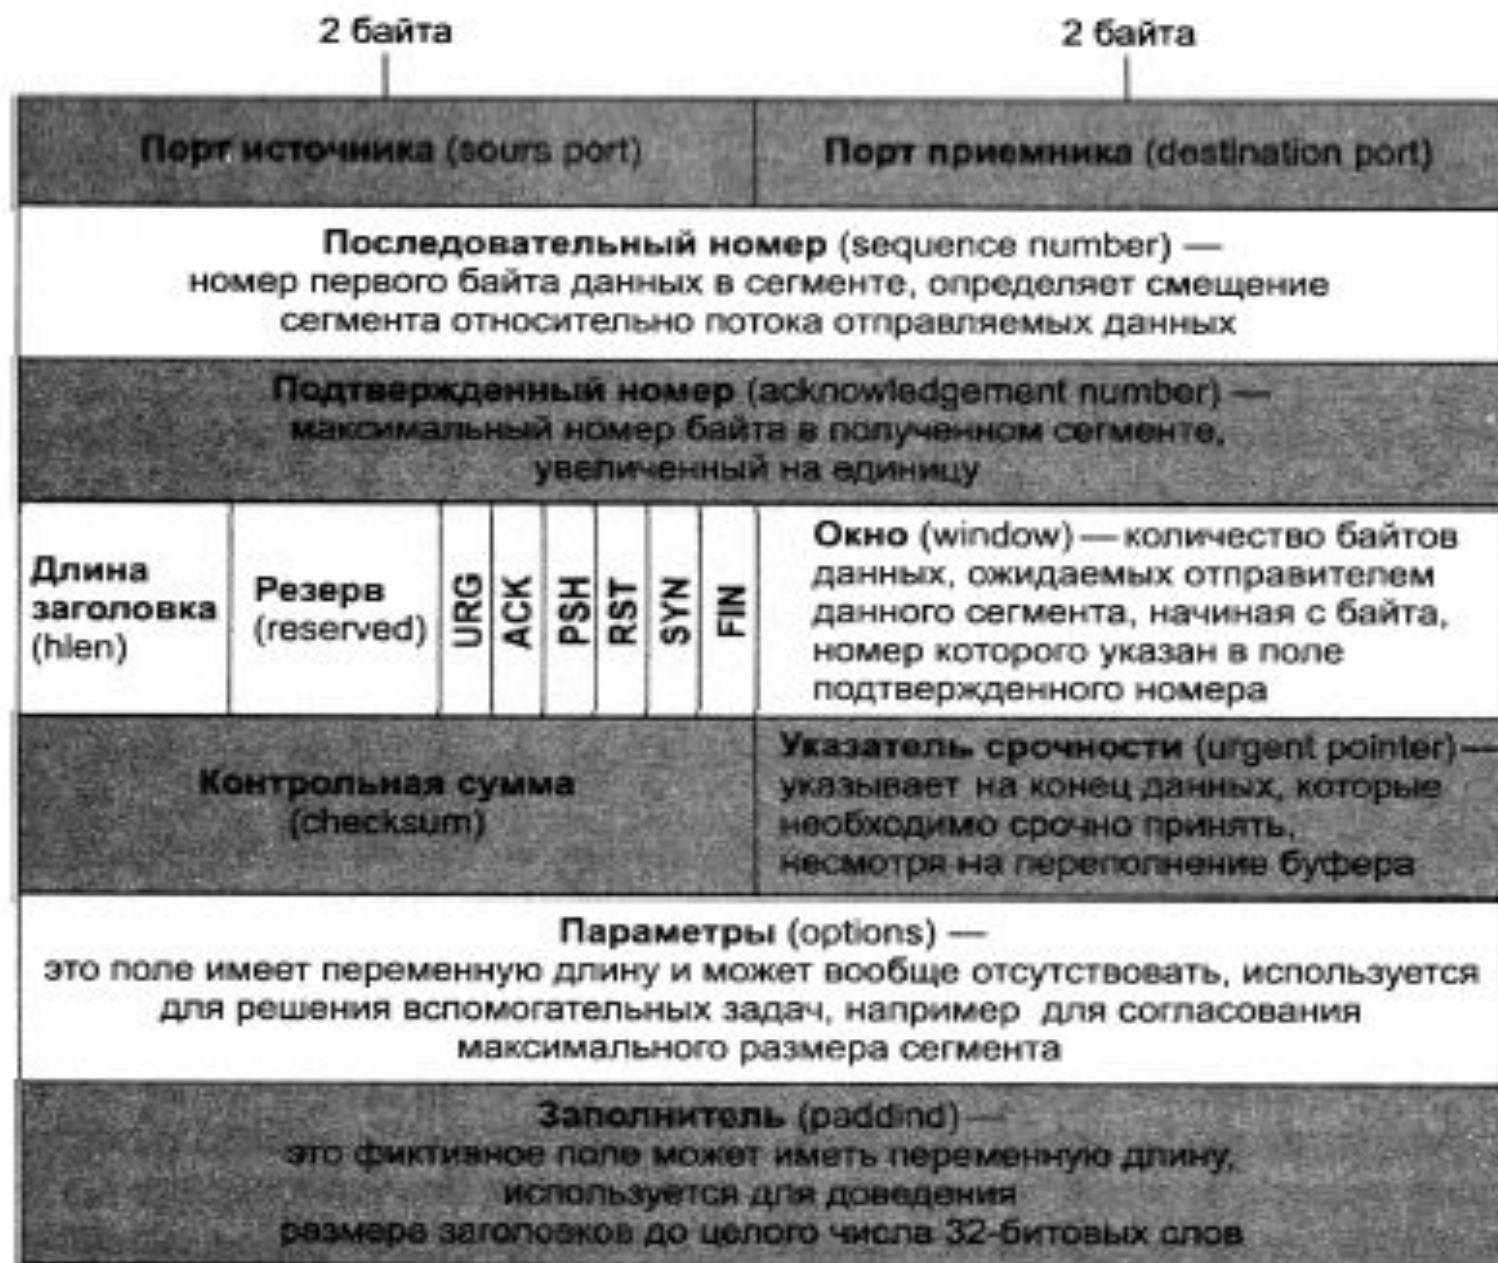 2 байта
2 байта
Порт источника (sours port)
Порт приемника (destination port)
Последовательный номер (sequence number) —
номер первого байта данных в сегменте, определяет смещение
сегмента относительно потока отправляемых данных
Подтвержденный номер (acknowledgement number) —
максимальный номер байта в полученном сегменте,
увеличенный на единицу
Длина
заголовка
(hlen)
Резерв
(reserved)
URG
ACK
PSH
RST
SYN
FIN
Окно (window) — количество байтов
данных, ожидаемых отправителем
данного сегмента, начиная с байта,
номер которого указан в поле
подтвержденного номера
Контрольная сумма
(checksum)
Указатель срочности (urgent pointer) —
указывает на конец данных, которые
необходимо срочно принять,
несмотря на переполнение буфера
Параметры (options) —
это поле имеет переменную длину и может вообще отсутствовать, используется
для решения вспомогательных задач, например для согласования
максимального размера сегмента
Заполнитель (paddind) —
это фиктивное поле может иметь переменную длину,
используется для доведения
размере заголовков до целого числа 32-битовых слов